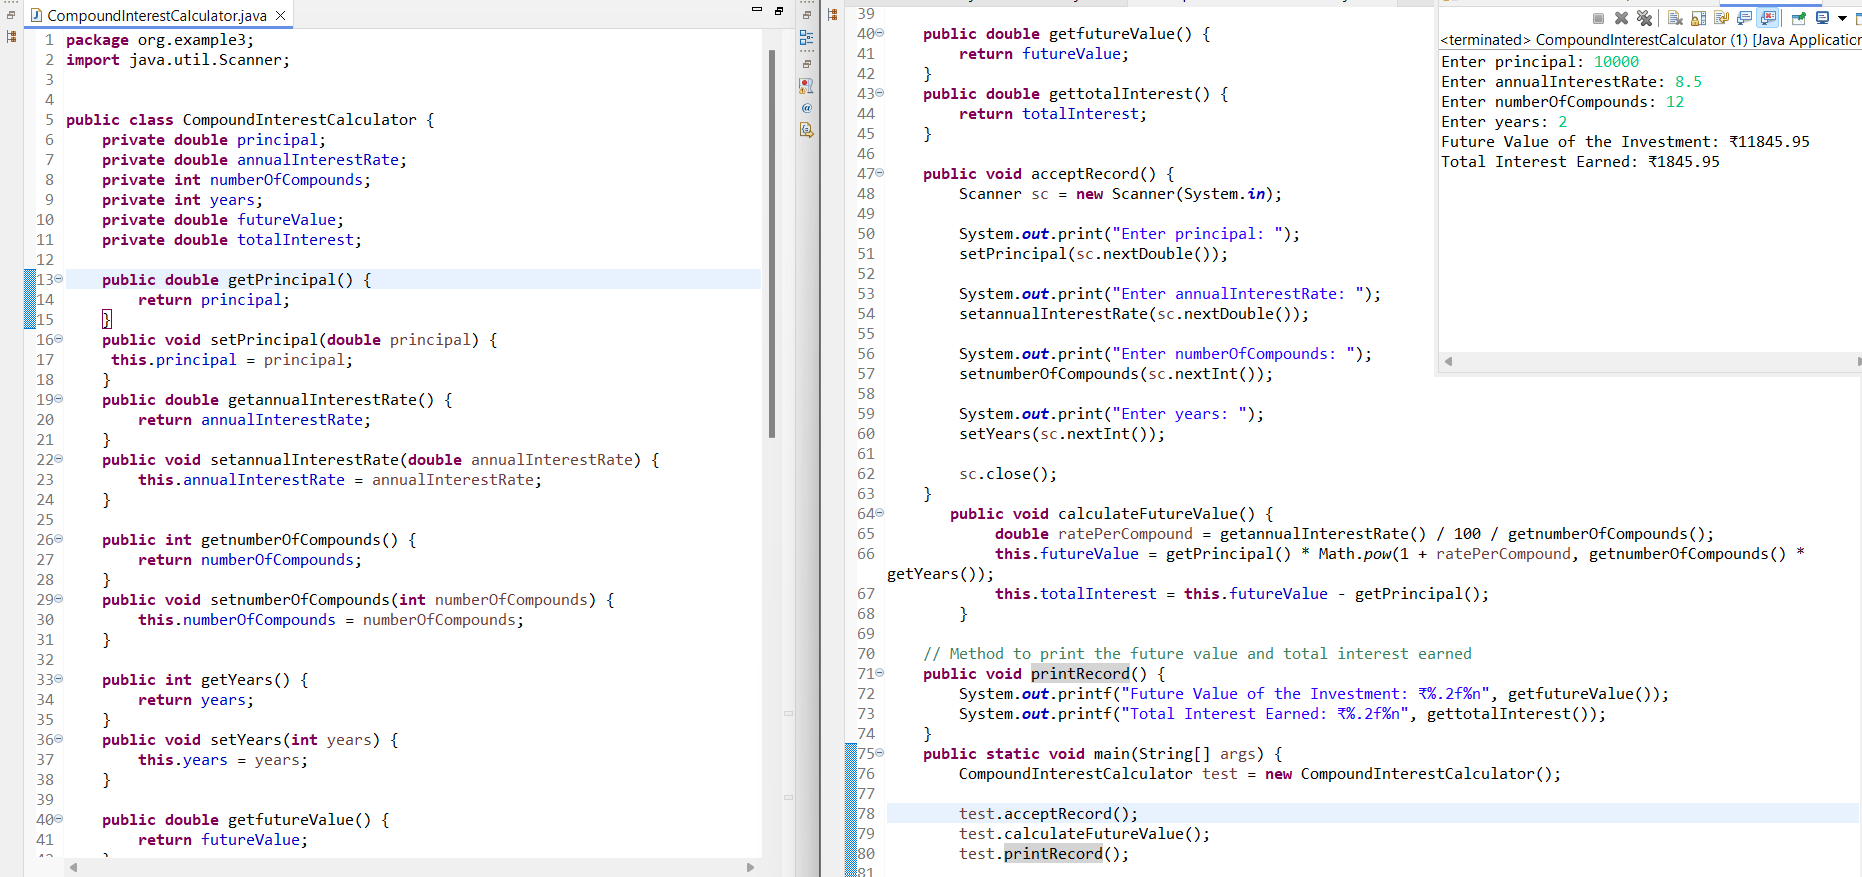 CompoundInterestCalculator.java
1 package org.example3;
2 import java.util.Scanner;
3
4
5 public class CompoundInterestCalculator {
6 private double principal;
7 private double annualInterestRate;
8 private int numberOfCompounds;
9 private int years;
10 private double futureValue;
11 private double totalInterest;
12
13 public double getPrincipal() {
14 return principal;
15 }
16 public void setPrincipal(double principal) {
17 this.principal = principal;
18 }
19 public double getannualInterestRate() {
20 return annualInterestRate;
21 }
22 public void setannualInterestRate(double annualInterestRate) {
23 this.annualInterestRate = annualInterestRate;
24 }
25
26 public int getnumberOfCompounds() {
27 return numberOfCompounds;
28 }
29 public void setnumberOfCompounds(int numberOfCompounds) {
30 this.numberOfCompounds = numberOfCompounds;
31 }
32
33 public int getYears() {
34 return years;
35 }
36 public void setYears(int years) {
37 this.years = years;
38 }
39
40 public double getfutureValue() {
41 return futureValue;
39
40 public double getfutureValue() {
41 return futureValue;
42 }
43 public double gettotalInterest() {
44 return totalInterest;
45 }
46
47 public void acceptRecord() {
48 Scanner sc = new Scanner(System.in);
49
50 System.out.print("Enter principal: ");
51 setPrincipal(sc.nextDouble());
52
53 System.out.print("Enter annualInterestRate: ");
54 setannualInterestRate(sc.nextDouble());
55
56 System.out.print("Enter numberOfCompounds: ");
57 setnumberOfCompounds(sc.nextInt());
58
59 System.out.print("Enter years: ");
60 setYears(sc.nextInt());
61
62 sc.close();
63 }
64 public void calculateFutureValue() {
65 double ratePerCompound = getannualInterestRate() / 100 / getnumberOfCompounds();
66 this.futureValue = getPrincipal() * Math.pow(1 + ratePerCompound, getnumberOfCompounds() *
getYears());
67 this.totalInterest = this.futureValue - getPrincipal();
68 }
69
70 // Method to print the future value and total interest earned
71 public void printRecord() {
72 System.out.printf("Future Value of the Investment: ₹%.2f%n", getfutureValue());
73 System.out.printf("Total Interest Earned: ₹%.2f%n", gettotalInterest());
74 }
75 public static void main(String[] args) {
76 CompoundInterestCalculator test = new CompoundInterestCalculator();
77
78 test.acceptRecord();
79 test.calculateFutureValue();
80 test.printRecord();
81
<terminated> CompoundInterestCalculator (1) [Java Application
Enter principal: 10000
Enter annualInterestRate: 8.5
Enter numberOfCompounds: 12
Enter years: 2
Future Value of the Investment: ₹11845.95
Total Interest Earned: ₹1845.95